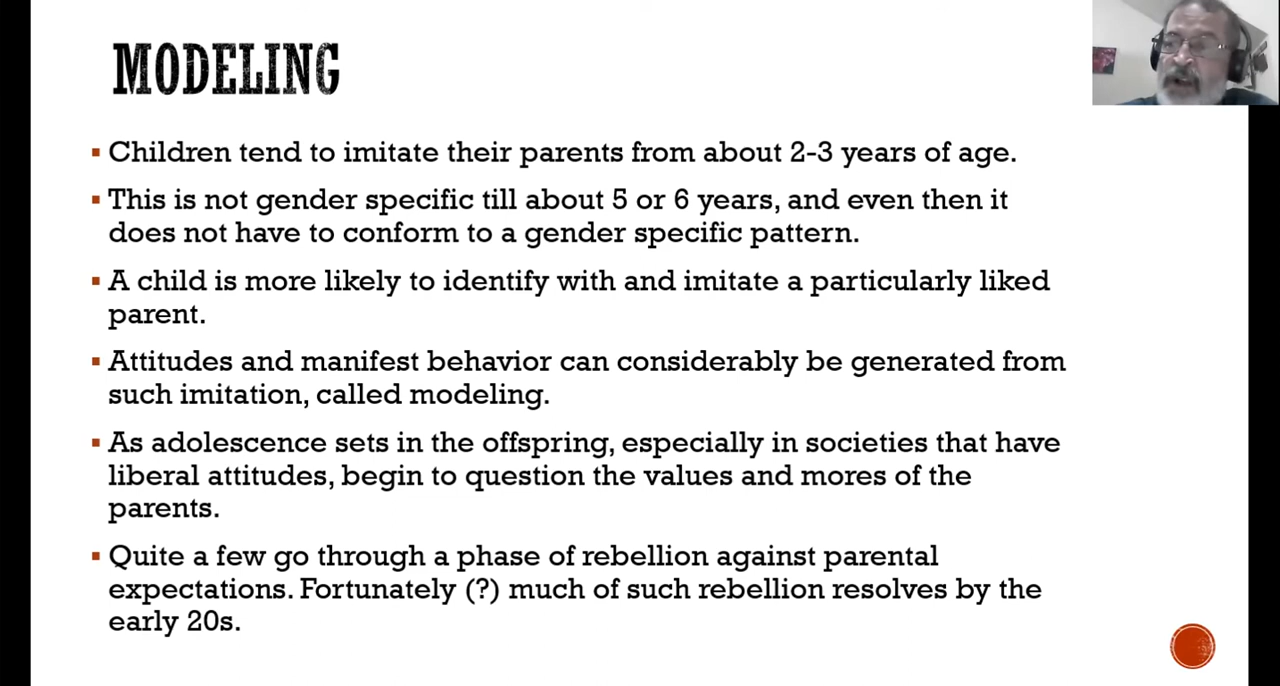 MODELING
Children tend to imitate their parents from about 2-3 years of age.
This is not gender specific till about 5 or 6 years, and even then it
does not have to conform to a gender specific pattern.
A child is more likely to identify with and imitate a particularly liked
parent.
Attitudes and manifest behavior can considerably be generated from
such imitation, called modeling.
As adolescence sets in the offspring, especially in societies that have
liberal attitudes, begin to question the values and mores of the
parents.
Quite a few go through a phase of rebellion against parental
expectations. Fortunately (?) much of such rebellion resolves by the
early 20s.